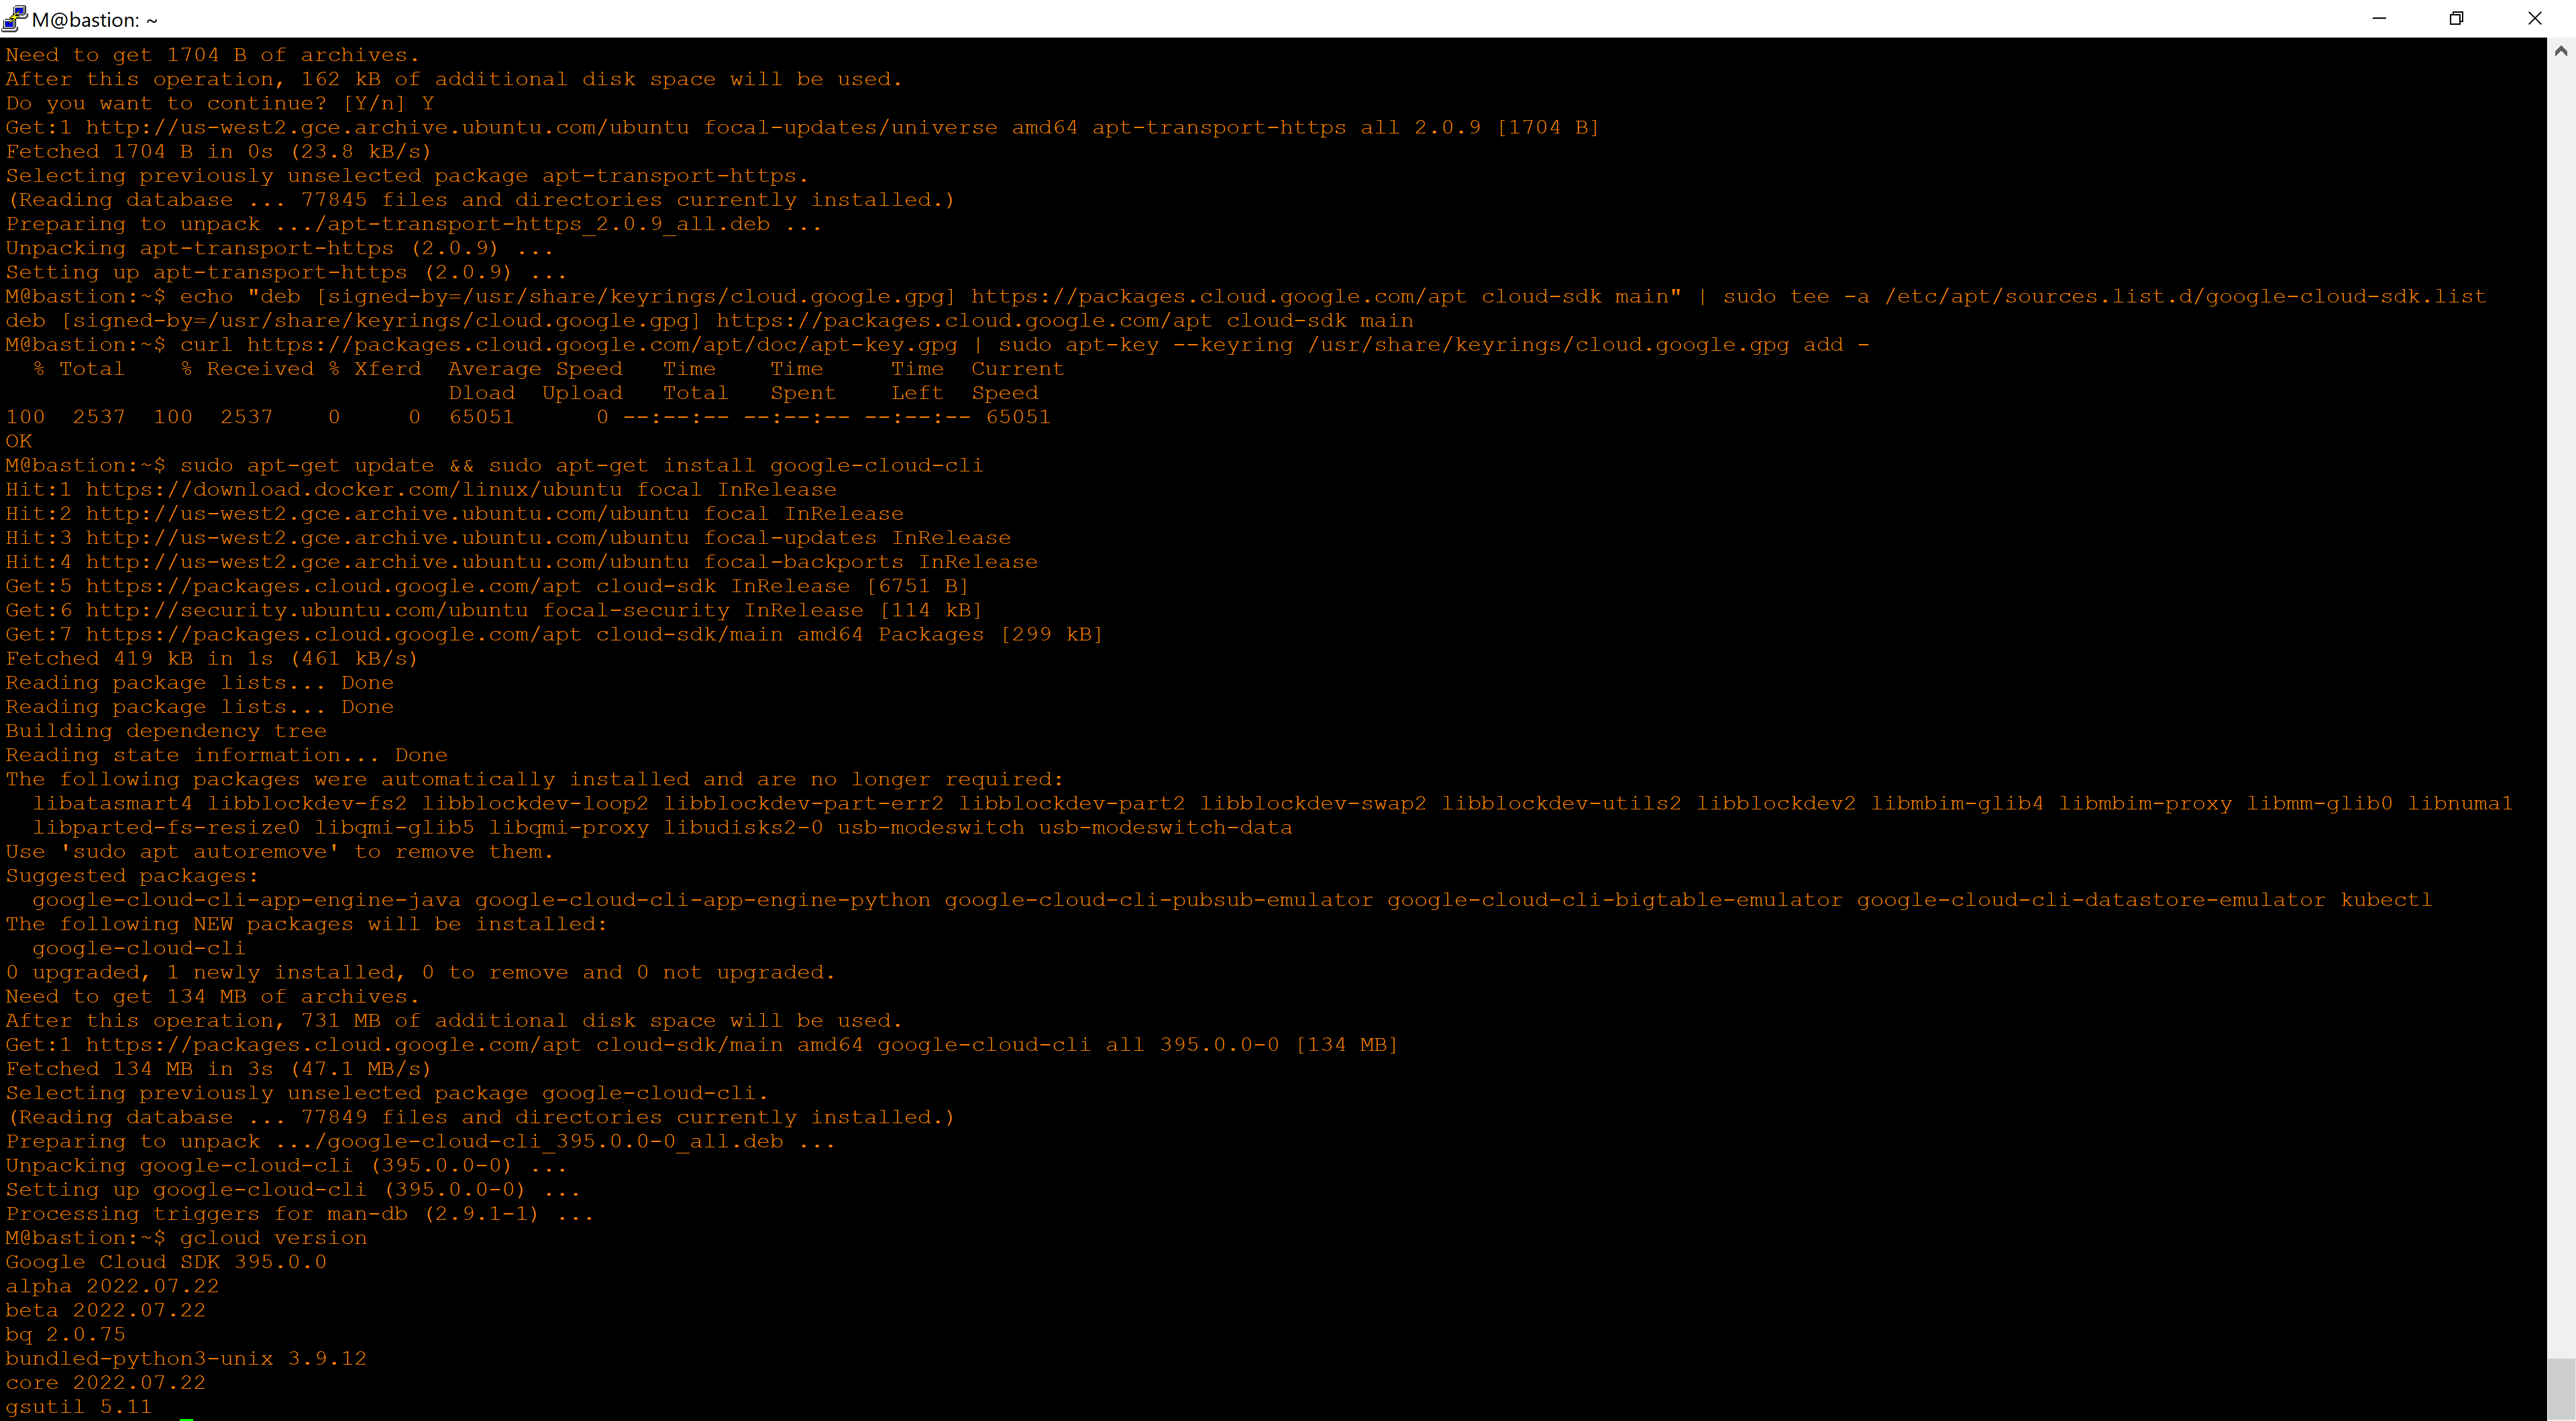 M@bastion: ~
Need to get 1704 B of archives.
After this operation, 162 kB of additional disk space will be used.
Do you want to continue? [Y/n] Y
Get:1 http://us-west2.gce.archive.ubuntu.com/ubuntu focal-updates/universe amd64 apt-transport-https all 2.0.9 [1704 B]
Fetched 1704 B in 0s (23.8 kB/s)
Selecting previously unselected package apt-transport-https.
(Reading database ... 77845 files and directories currently installed.)
Preparing to unpack .../apt-transport-https_2.0.9_all.deb ...
Unpacking apt-transport-https (2.0.9) ...
Setting up apt-transport-https (2.0.9) ...
M@bastion:~$ echo "deb [signed-by=/usr/share/keyrings/cloud.google.gpg] https://packages.cloud.google.com/apt cloud-sdk main" | sudo tee -a /etc/apt/sources.list.d/google-cloud-sdk.list
deb [signed-by=/usr/share/keyrings/cloud.google.gpg] https://packages.cloud.google.com/apt cloud-sdk main
M@bastion:~$ curl https://packages.cloud.google.com/apt/doc/apt-key.gpg | sudo apt-key --keyring /usr/share/keyrings/cloud.google.gpg add -
  % Total    % Received % Xferd  Average Speed   Time    Time     Time  Current
                                 Dload  Upload   Total   Spent    Left  Speed
100  2537  100  2537    0     0  65051      0 --:--:-- --:--:-- --:--:-- 65051
OK
M@bastion:~$ sudo apt-get update && sudo apt-get install google-cloud-cli
Hit:1 https://download.docker.com/linux/ubuntu focal InRelease
Hit:2 http://us-west2.gce.archive.ubuntu.com/ubuntu focal InRelease
Hit:3 http://us-west2.gce.archive.ubuntu.com/ubuntu focal-updates InRelease
Hit:4 http://us-west2.gce.archive.ubuntu.com/ubuntu focal-backports InRelease
Get:5 https://packages.cloud.google.com/apt cloud-sdk InRelease [6751 B]
Get:6 http://security.ubuntu.com/ubuntu focal-security InRelease [114 kB]
Get:7 https://packages.cloud.google.com/apt cloud-sdk/main amd64 Packages [299 kB]
Fetched 419 kB in 1s (461 kB/s)
Reading package lists... Done
Reading package lists... Done
Building dependency tree
Reading state information... Done
The following packages were automatically installed and are no longer required:
  libatasmart4 libblockdev-fs2 libblockdev-loop2 libblockdev-part-err2 libblockdev-part2 libblockdev-swap2 libblockdev-utils2 libblockdev2 libmbim-glib4 libmbim-proxy libmm-glib0 libnuma1
  libparted-fs-resize0 libqmi-glib5 libqmi-proxy libudisks2-0 usb-modeswitch usb-modeswitch-data
Use 'sudo apt autoremove' to remove them.
Suggested packages:
  google-cloud-cli-app-engine-java google-cloud-cli-app-engine-python google-cloud-cli-pubsub-emulator google-cloud-cli-bigtable-emulator google-cloud-cli-datastore-emulator kubectl
The following NEW packages will be installed:
  google-cloud-cli
0 upgraded, 1 newly installed, 0 to remove and 0 not upgraded.
Need to get 134 MB of archives.
After this operation, 731 MB of additional disk space will be used.
Get:1 https://packages.cloud.google.com/apt cloud-sdk/main amd64 google-cloud-cli all 395.0.0-0 [134 MB]
Fetched 134 MB in 3s (47.1 MB/s)
Selecting previously unselected package google-cloud-cli.
(Reading database ... 77849 files and directories currently installed.)
Preparing to unpack .../google-cloud-cli_395.0.0-0_all.deb ...
Unpacking google-cloud-cli (395.0.0-0) ...
Setting up google-cloud-cli (395.0.0-0) ...
Processing triggers for man-db (2.9.1-1) ...
M@bastion:~$ gcloud version
Google Cloud SDK 395.0.0
alpha 2022.07.22
beta 2022.07.22
bq 2.0.75
bundled-python3-unix 3.9.12
core 2022.07.22
gsutil 5.11